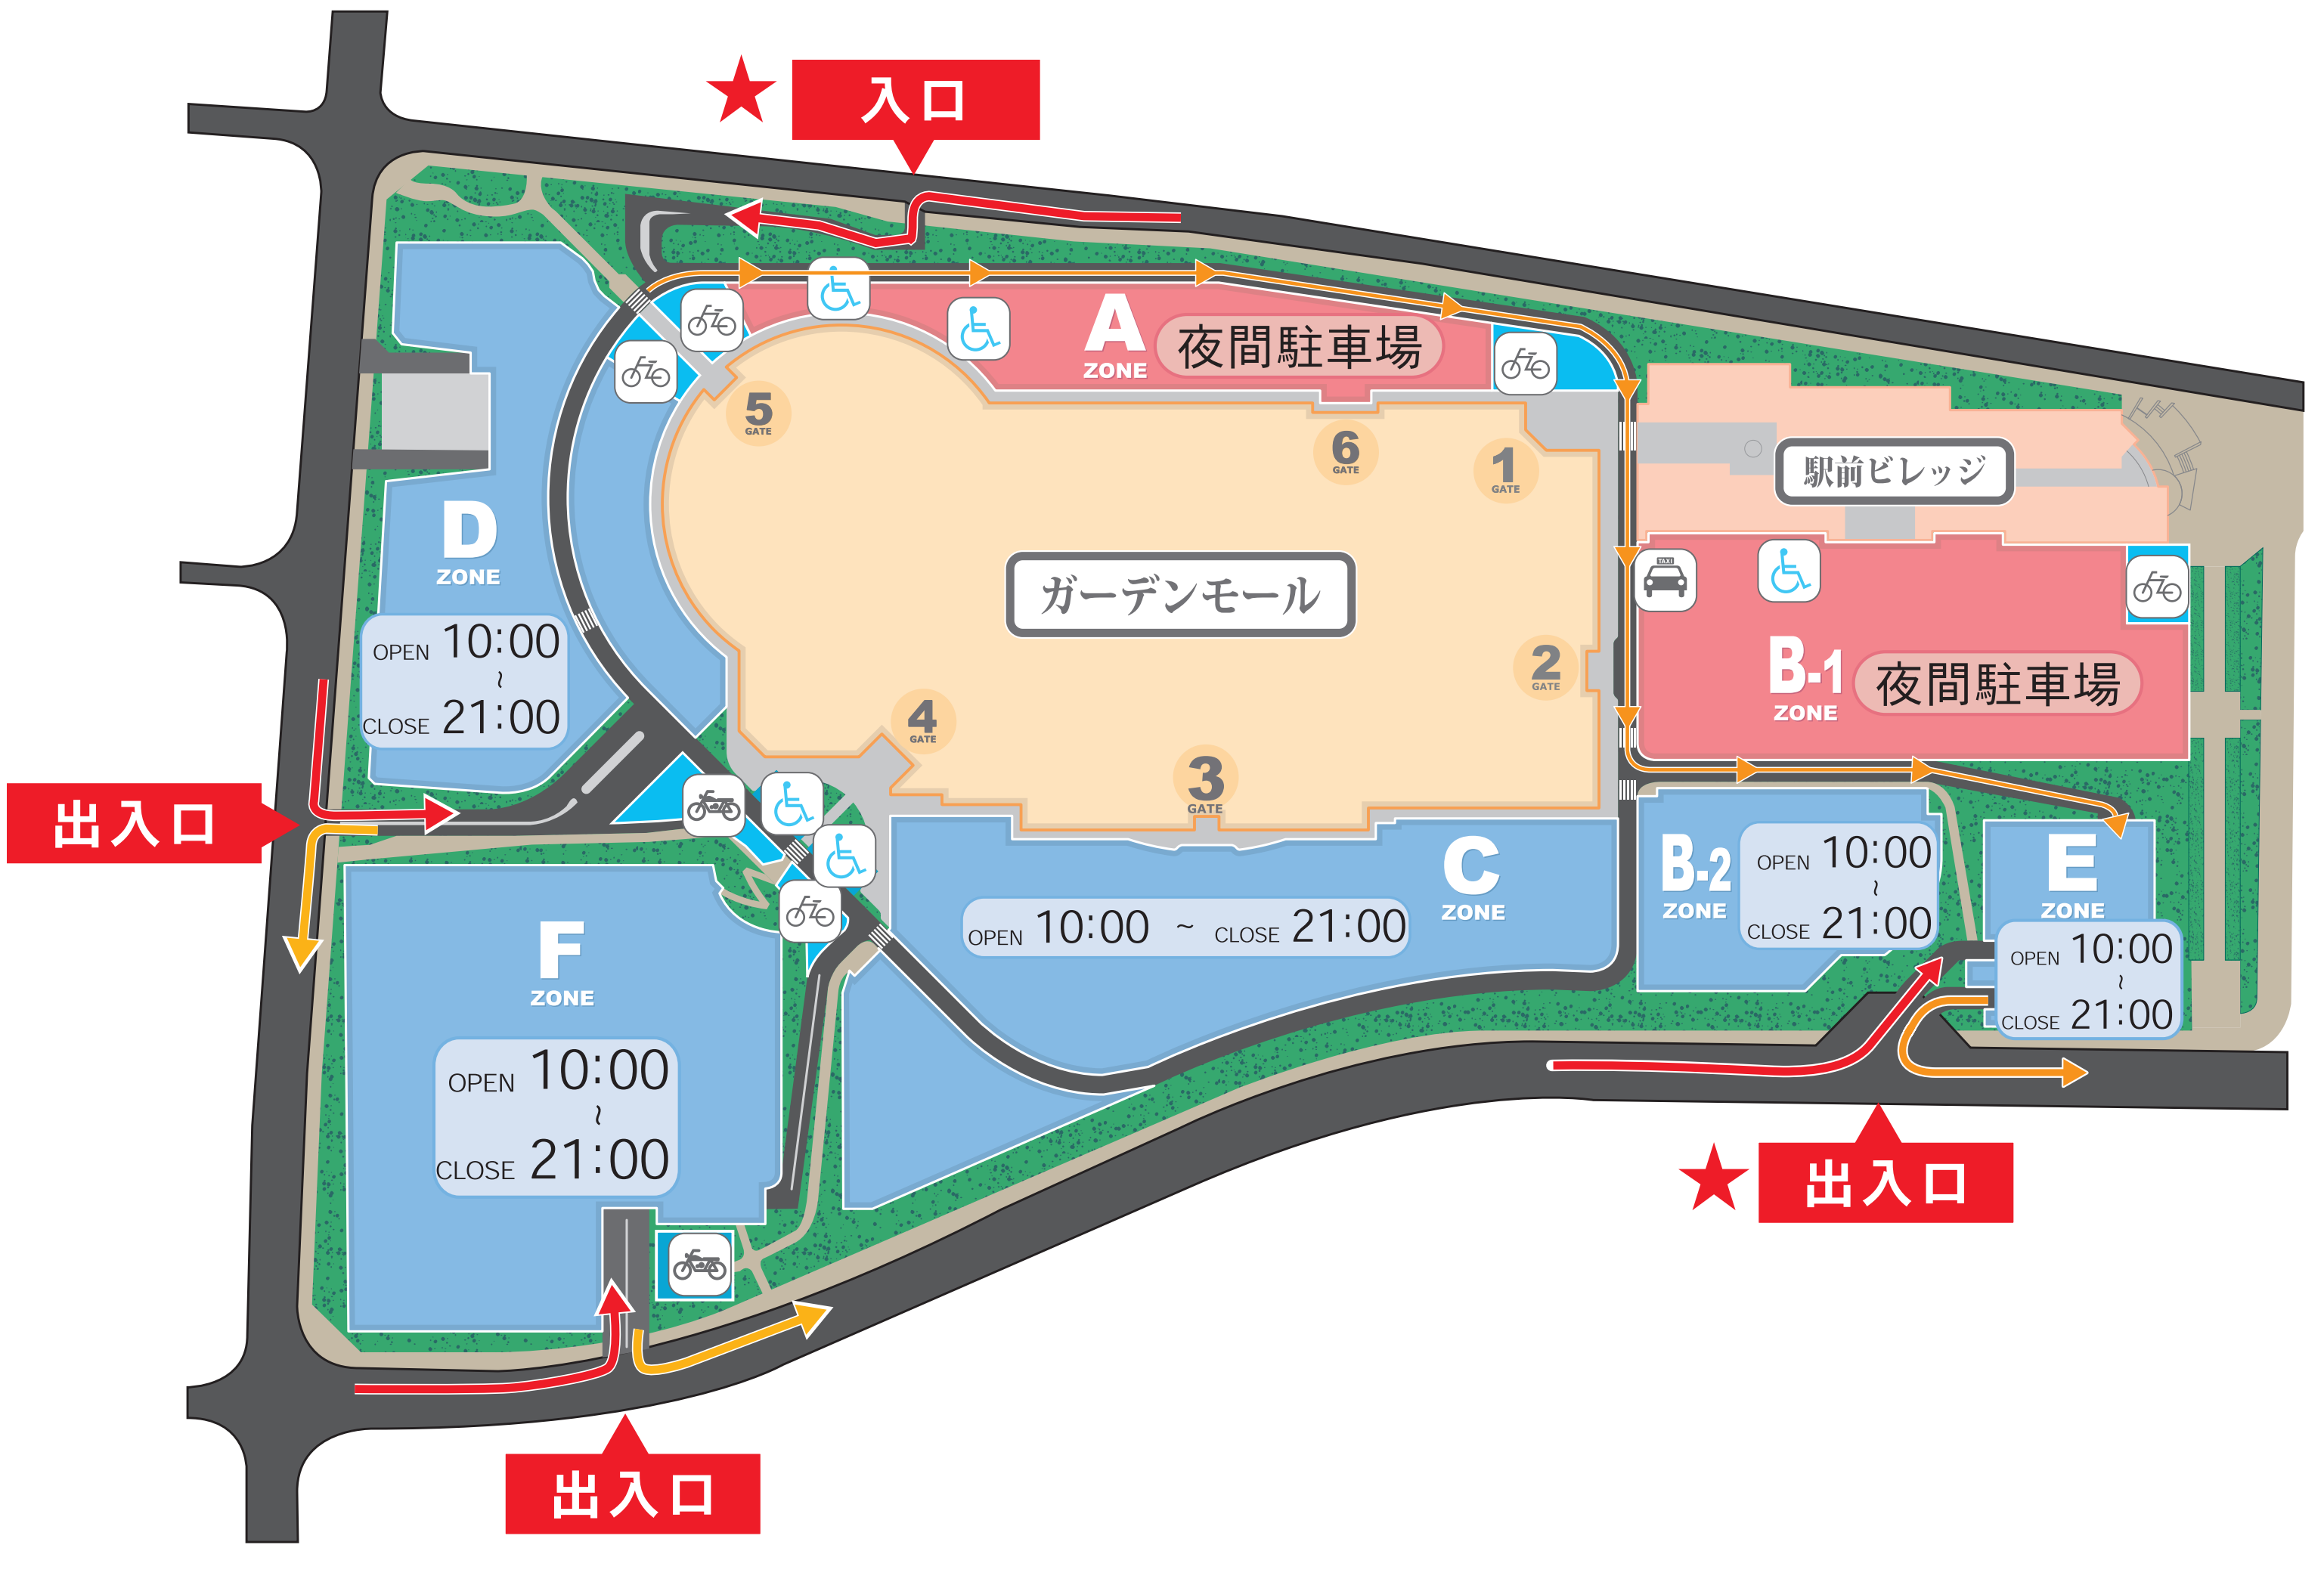 ★ 入口
A
ZONE
夜間駐車場
5
GATE
6
GATE
1
GATE
駅前ビレッジ
D
ZONE
OPEN 10:00
~
CLOSE 21:00
ガーデンモール
TAXI
2
GATE
B-1
ZONE
夜間駐車場
4
GATE
3
GATE
出入口
C
ZONE
OPEN 10:00 ~ CLOSE 21:00
B-2
ZONE
OPEN 10:00
~
CLOSE 21:00
E
ZONE
OPEN 10:00
~
CLOSE 21:00
F
ZONE
OPEN 10:00
~
CLOSE 21:00
★ 出入口
出入口